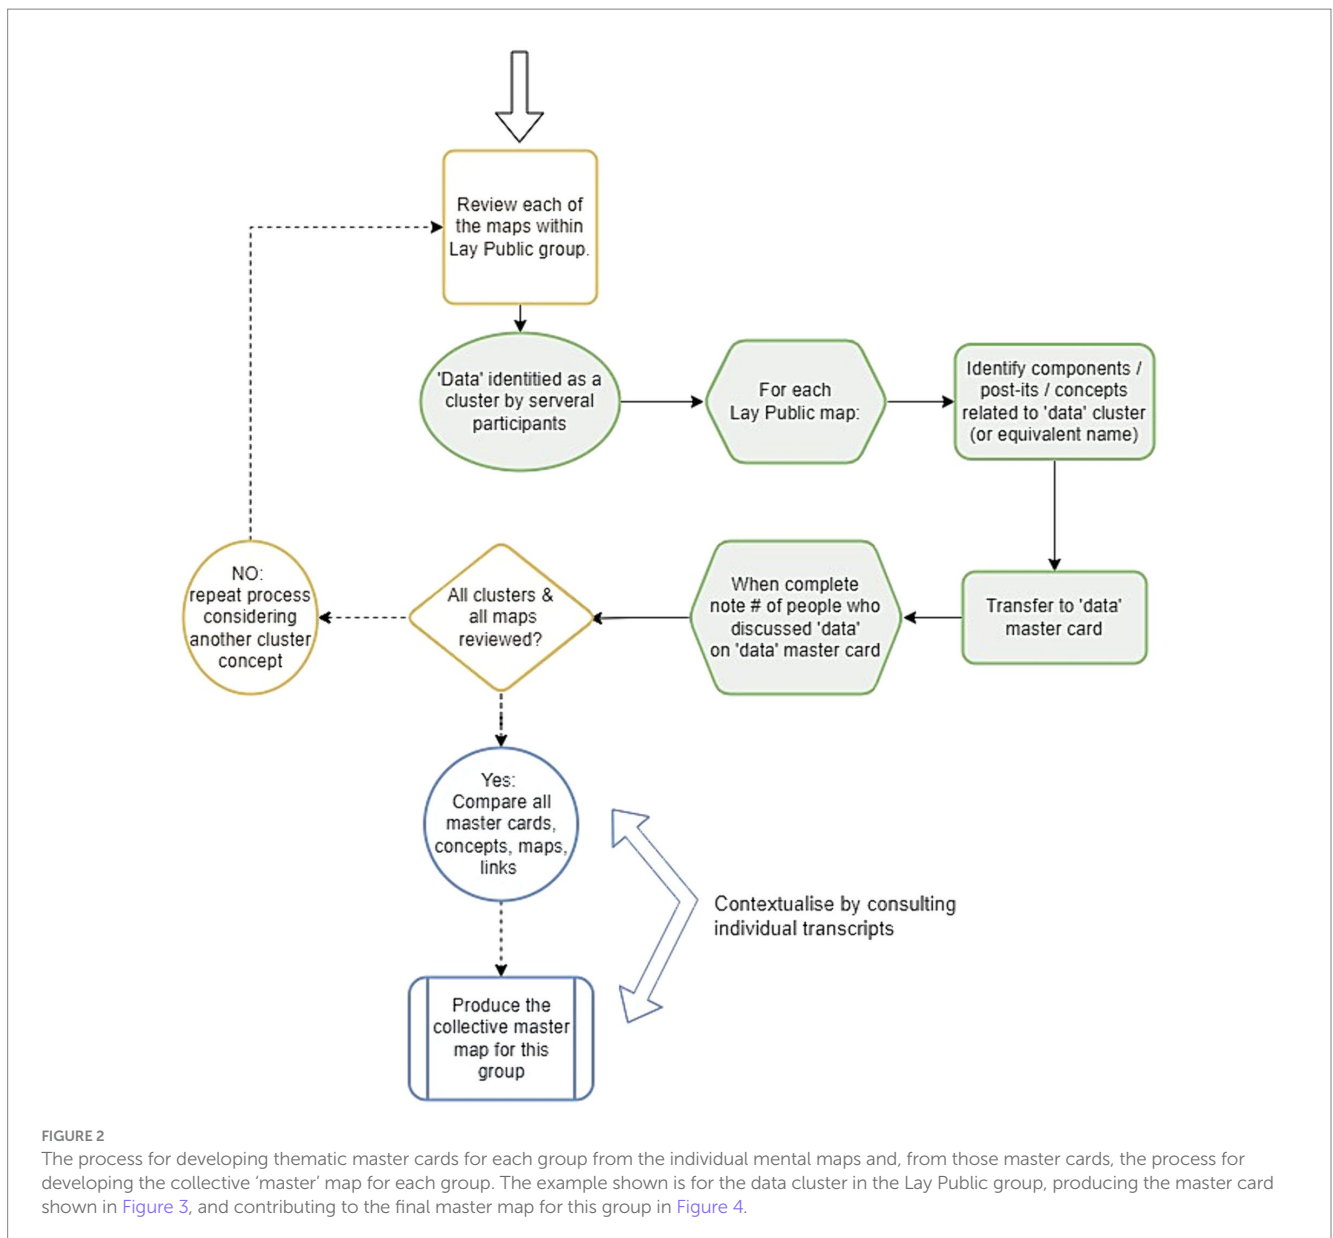 Review each of
the maps within
Lay Public group.
'Data' identitied as a
cluster by serveral
participants
For each
Lay Public map:
Identify components /
post-its / concepts
related to 'data' cluster
(or equivalent name)
Transfer to 'data'
master card
When complete
note # of people who
discussed 'data'
on 'data' master card
All clusters &
all maps
reviewed?
NO:
repeat process
considering
another cluster
concept
Yes:
Compare all
master cards,
concepts, maps,
links
Contextualise by consulting
individual transcripts
Produce the
collective master
map for this
group
FIGURE 2
The process for developing thematic master cards for each group from the individual mental maps and, from those master cards, the process for
developing the collective 'master' map for each group. The example shown is for the data cluster in the Lay Public group, producing the master card
shown in Figure 3, and contributing to the final master map for this group in Figure 4.